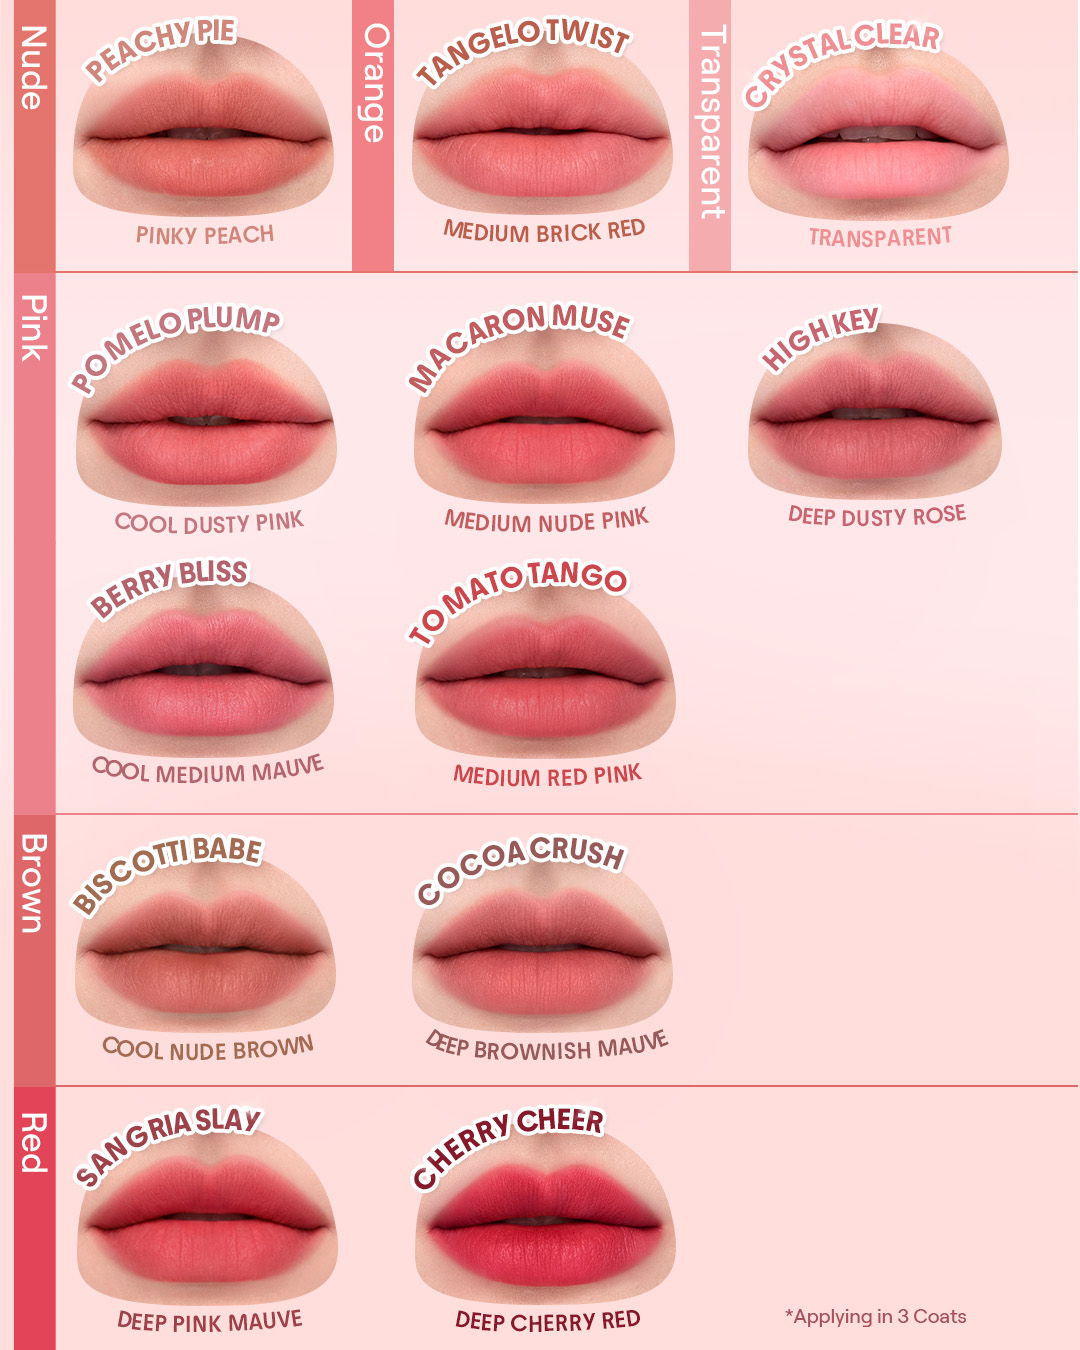 Nude
PEACHY PIE
PINKY PEACH
Orange
TANGELO TWIST
MEDIUM BRICK RED
Transparent
CRYSTAL CLEAR
TRANSPARENT
Pink
POMELO PLUMP
COOL DUSTY PINK
MACARON MUSE
MEDIUM NUDE PINK
HIGH KEY
DEEP DUSTY ROSE
BERRY BLISS
COOL MEDIUM MAUVE
TOMATO TANGO
MEDIUM RED PINK
Brown
BISCOTTI BABE
COOL NUDE BROWN
COCOA CRUSH
DEEP BROWNISH MAUVE
Red
SANGRIA SLAY
DEEP PINK MAUVE
CHERRY CHEER
DEEP CHERRY RED
*Applying in 3 Coats